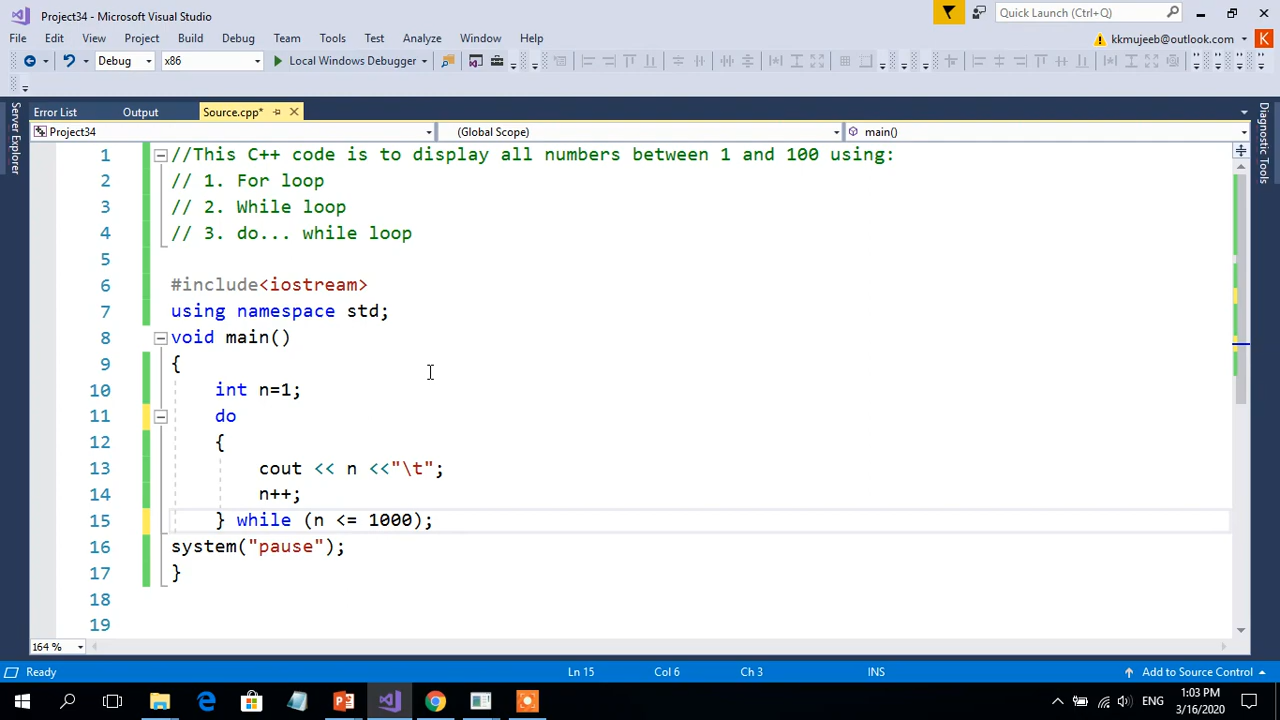 Project34 - Microsoft Visual Studio
Quick Launch (Ctrl+Q)
File Edit View Project Build Debug Team Tools Test Analyze Window Help
kkmujeeb@outlook.com K
Debug x86 Local Windows Debugger
Server Explorer
Error List Output Source.cpp*
Project34 (Global Scope) main()
Diagnostic Tools
1 //This C++ code is to display all numbers between 1 and 100 using:
2 // 1. For loop
3 // 2. While loop
4 // 3. do... while loop
5
6 #include<iostream>
7 using namespace std;
8 void main()
9 {
10 int n=1;
11 do
12 {
13 cout << n <<"\t";
14 n++;
15 } while (n <= 1000);
16 system("pause");
17 }
18
19
164 %
Ready Ln 15 Col 6 Ch 3 INS Add to Source Control
ENG
1:03 PM
3/16/2020